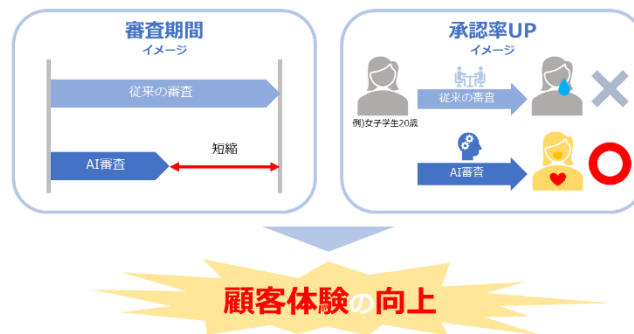 審査期間
イメージ
従来の審査
AI審査
短縮
承認率UP
イメージ
従来の審査
例)女子学生20歳
AI審査
顧客体験の向上